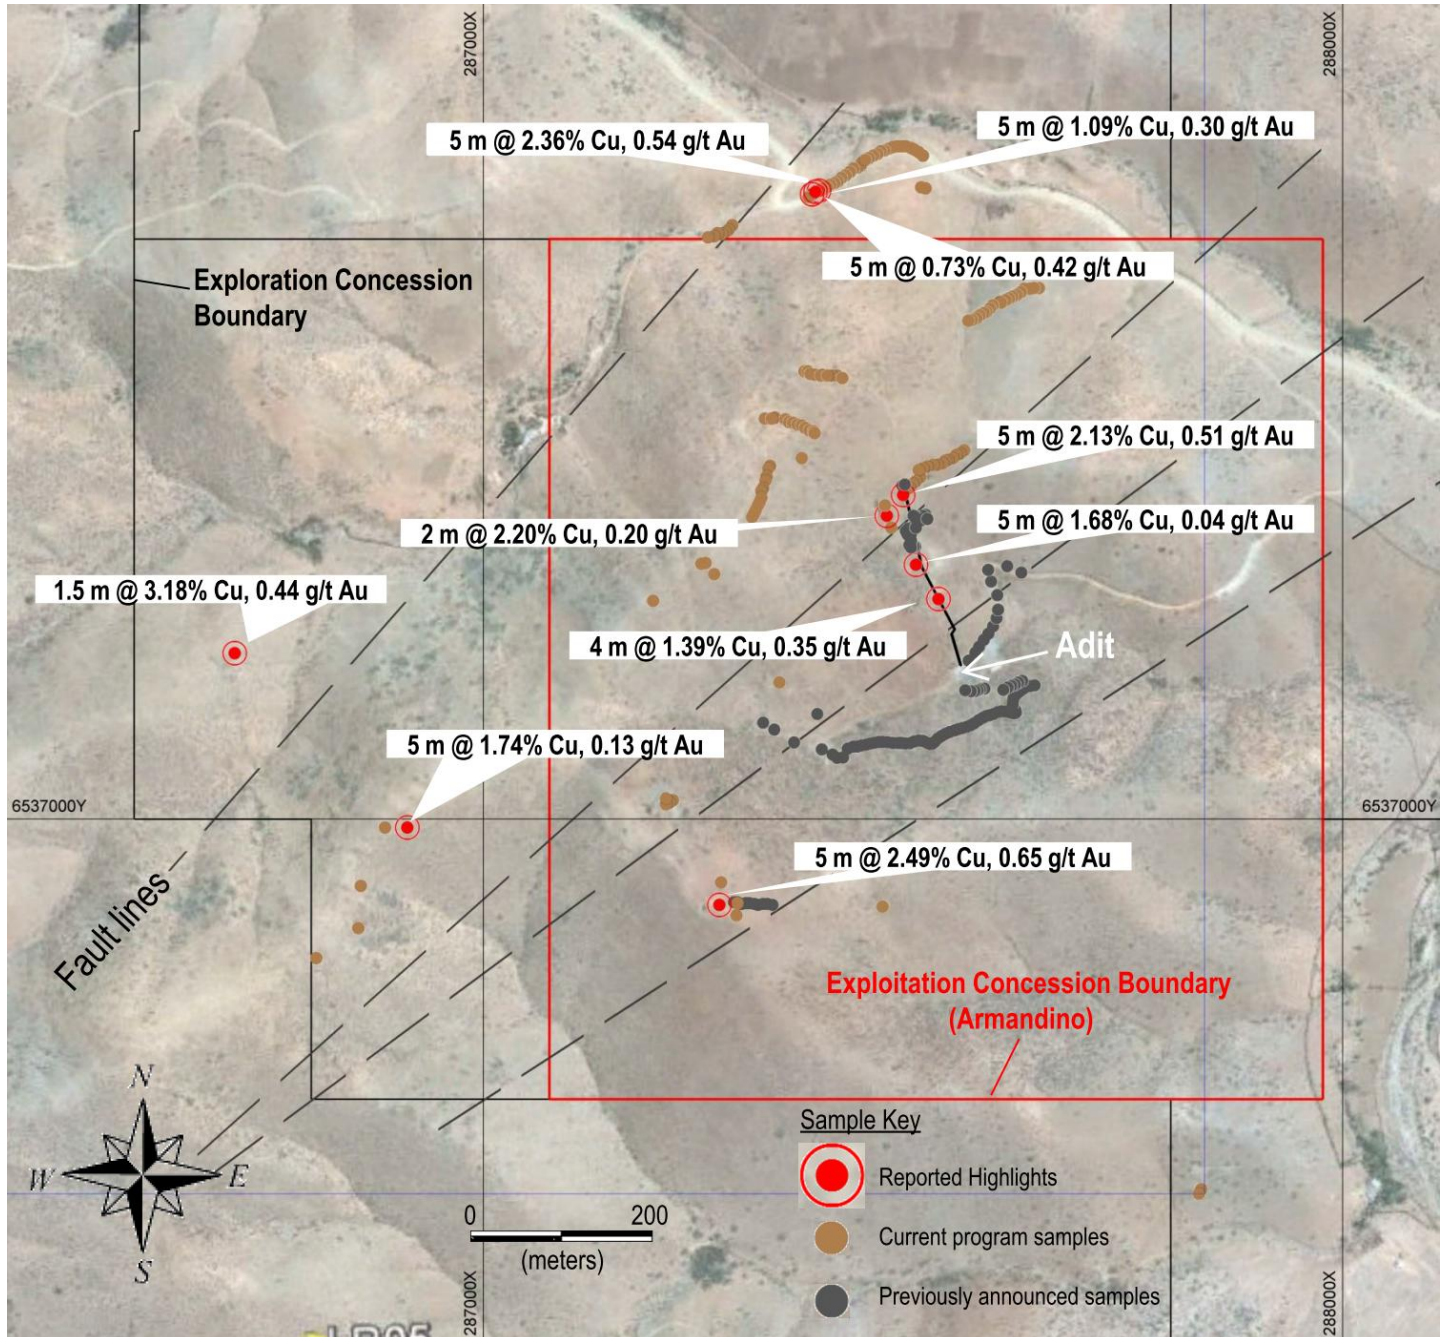 287000X
288000X
5 m @ 2.36% Cu, 0.54 g/t Au
5 m @ 1.09% Cu, 0.30 g/t Au
5 m @ 0.73% Cu, 0.42 g/t Au
Exploration Concession
Boundary
5 m @ 2.13% Cu, 0.51 g/t Au
2 m @ 2.20% Cu, 0.20 g/t Au
5 m @ 1.68% Cu, 0.04 g/t Au
1.5 m @ 3.18% Cu, 0.44 g/t Au
4 m @ 1.39% Cu, 0.35 g/t Au
Adit
5 m @ 1.74% Cu, 0.13 g/t Au
6537000Y
6537000Y
5 m @ 2.49% Cu, 0.65 g/t Au
Fault lines
Exploitation Concession Boundary
(Armandino)
N
W
E
S
0 200
(meters)
Sample Key
Reported Highlights
Current program samples
Previously announced samples
287000X
288000X